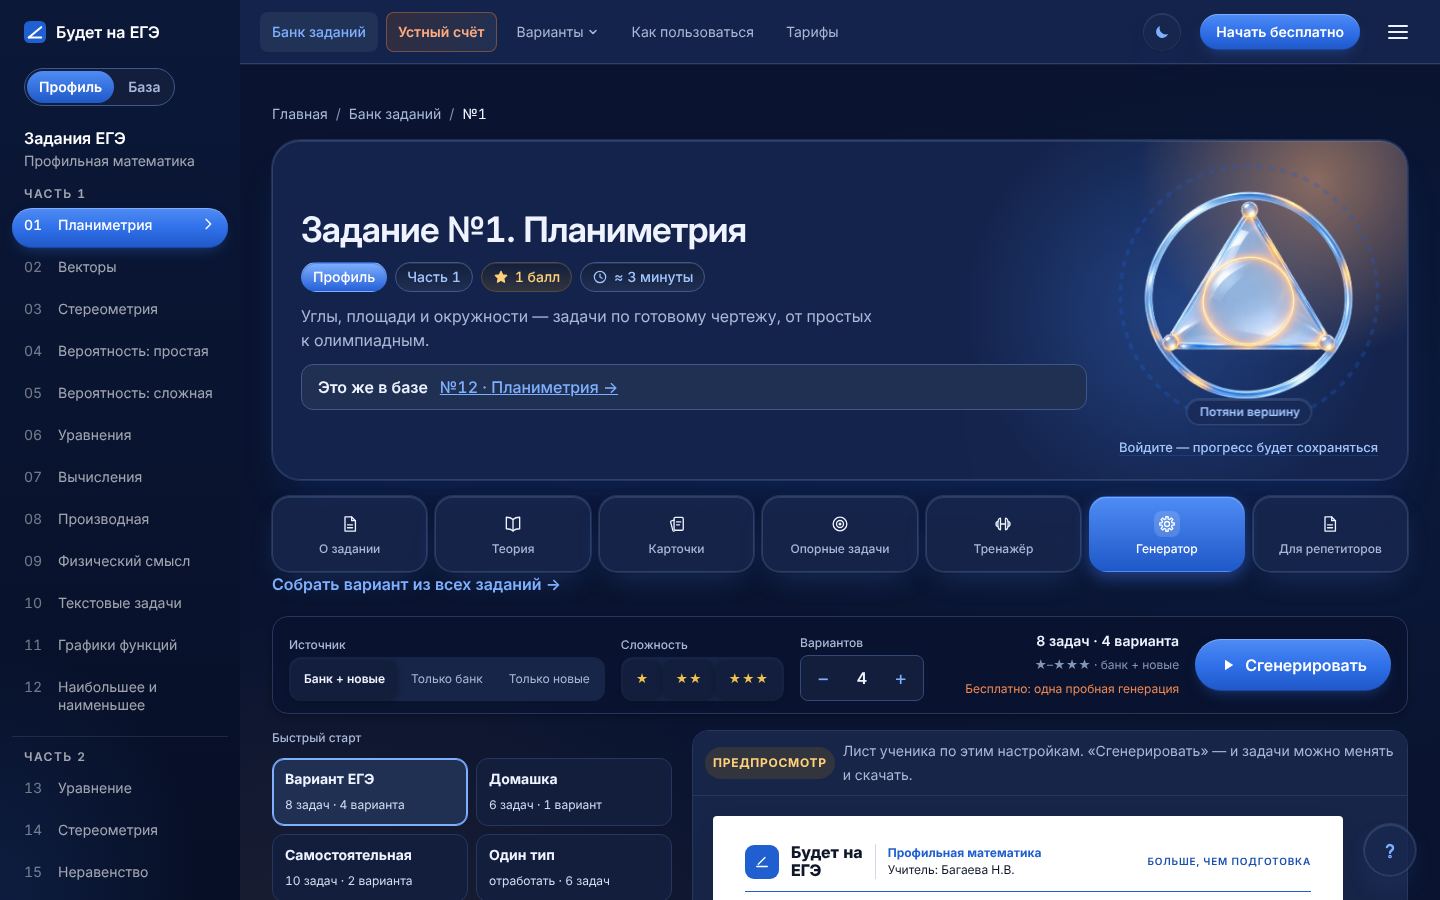 Будет на ЕГЭ
Банк заданий
Устный счёт
Варианты
Как пользоваться
Тарифы
Начать бесплатно
Профиль
База
Задания ЕГЭ
Профильная математика
ЧАСТЬ 1
01 Планиметрия
02 Векторы
03 Стереометрия
04 Вероятность: простая
05 Вероятность: сложная
06 Уравнения
07 Вычисления
08 Производная
09 Физический смысл
10 Текстовые задачи
11 Графики функций
12 Наибольшее и
наименьшее
ЧАСТЬ 2
13 Уравнение
14 Стереометрия
15 Неравенство
Главная / Банк заданий / №1
Задание №1. Планиметрия
Профиль
Часть 1
★ 1 балл
≈ 3 минуты
Углы, площади и окружности — задачи по готовому чертежу, от простых
к олимпиадным.
Это же в базе №12 · Планиметрия →
Потяни вершину
Войдите — прогресс будет сохраняться
О задании
Теория
Карточки
Опорные задачи
Тренажёр
Генератор
Для репетиторов
Собрать вариант из всех заданий →
Источник
Банк + новые
Только банк
Только новые
Сложность
★
★★
★★★
Вариантов
− 4 +
8 задач · 4 варианта
★–★★★ · банк + новые
Бесплатно: одна пробная генерация
Сгенерировать
Быстрый старт
Вариант ЕГЭ
8 задач · 4 варианта
Домашка
6 задач · 1 вариант
Самостоятельная
10 задач · 2 варианта
Один тип
отработать · 6 задач
ПРЕДПРОСМОТР
Лист ученика по этим настройкам. «Сгенерировать» — и задачи можно менять
и скачать.
Будет на
ЕГЭ
Профильная математика
Учитель: Багаева Н.В.
БОЛЬШЕ, ЧЕМ ПОДГОТОВКА
?